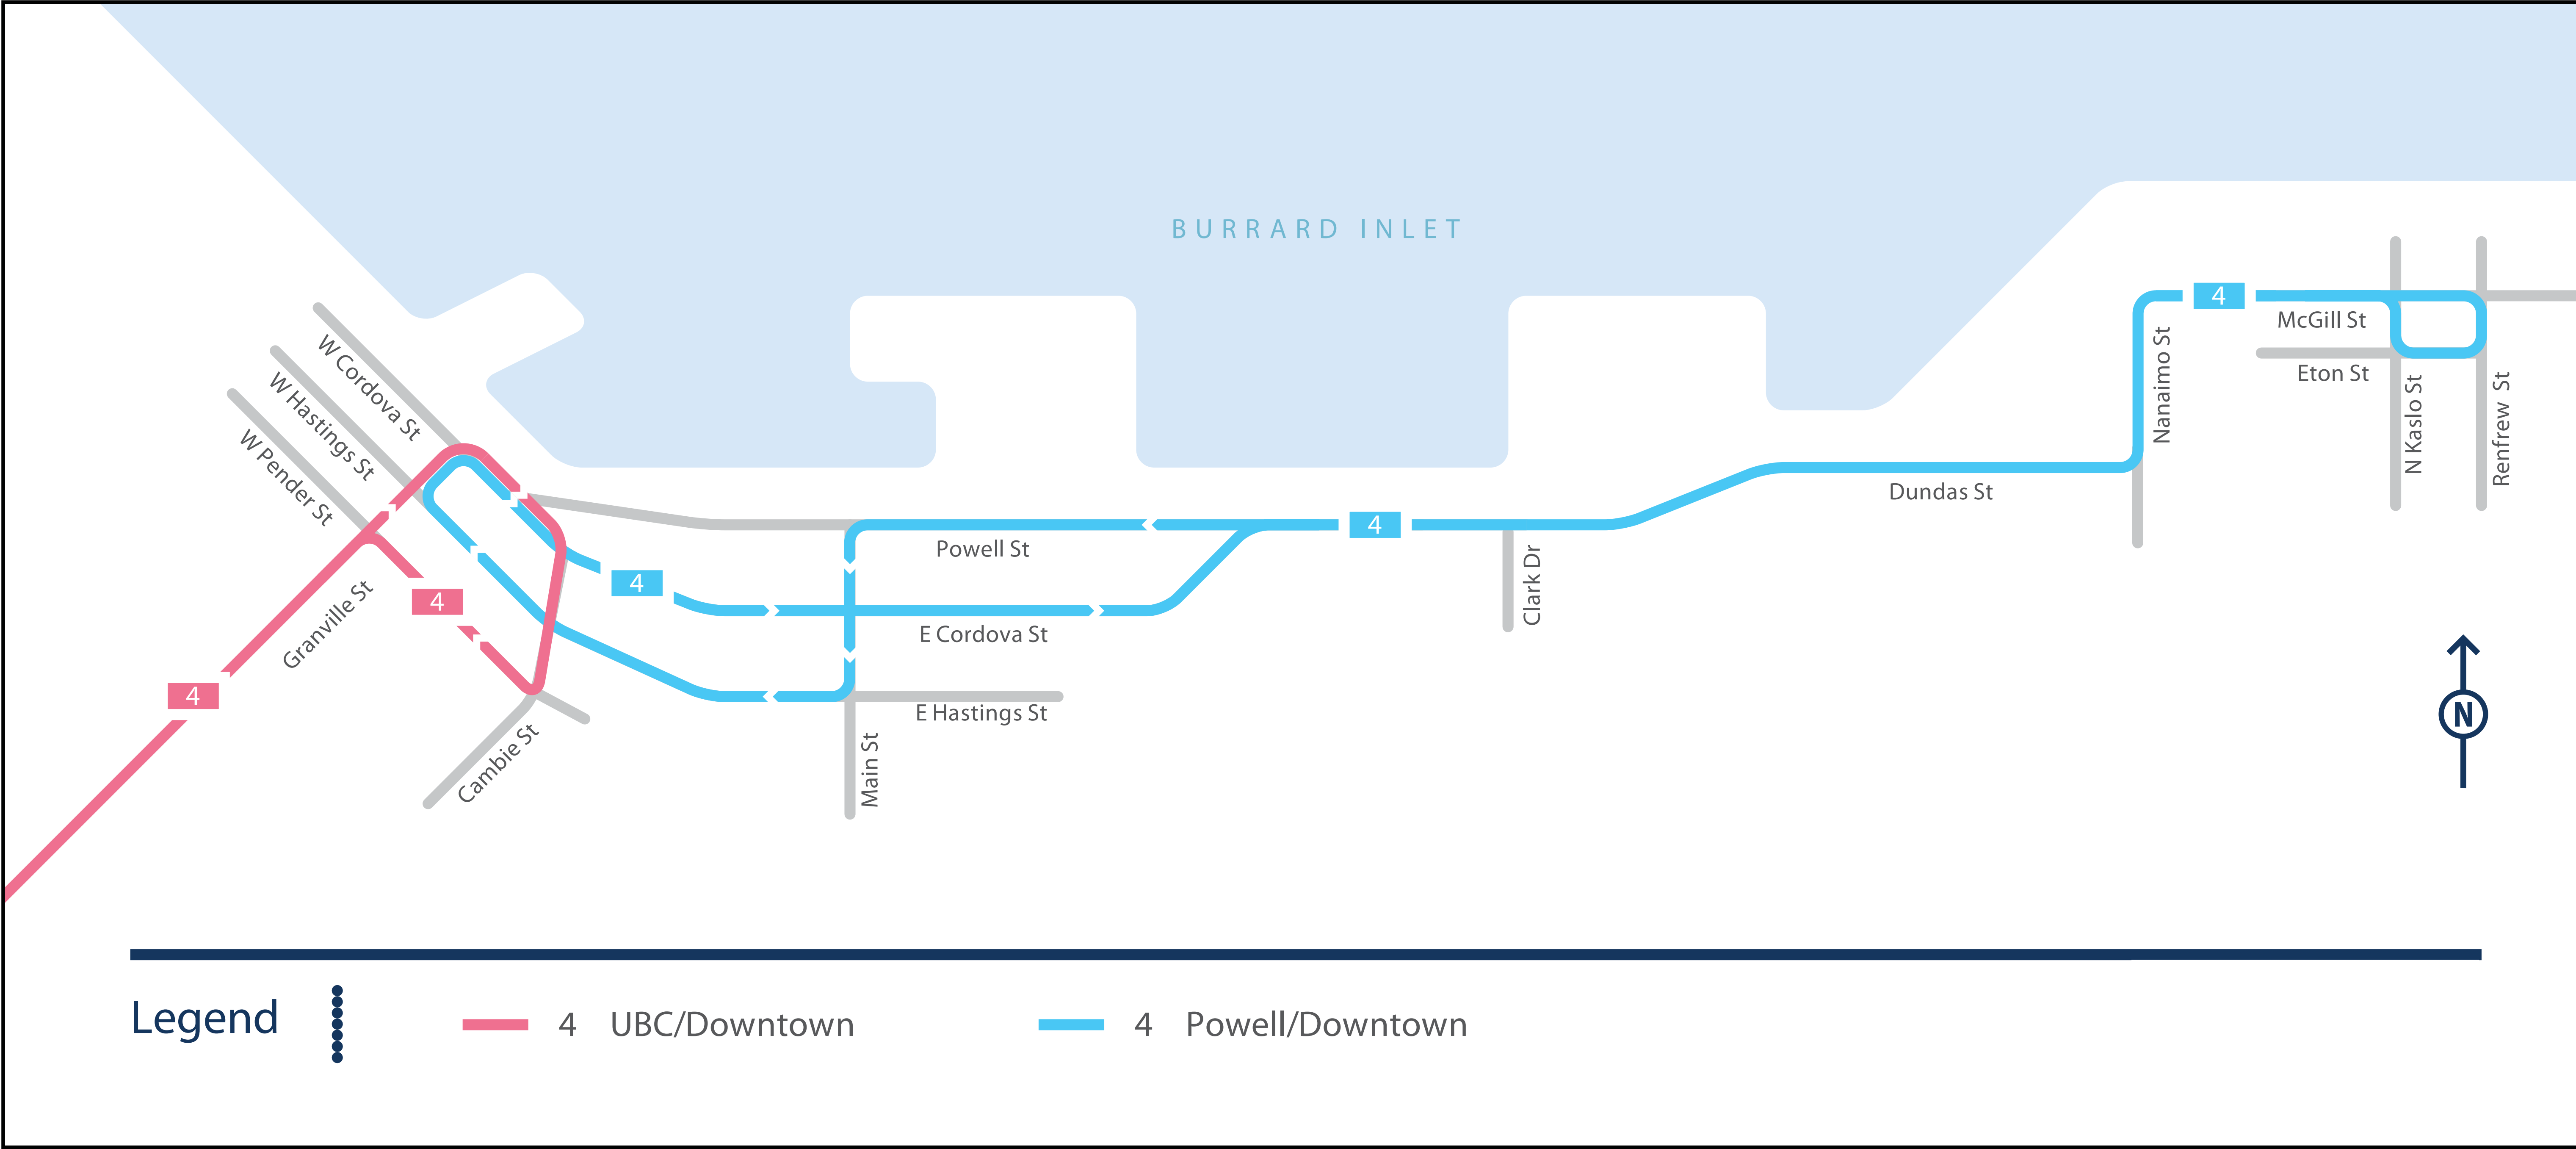 BURRARD INLET
W Cordova St
W Hastings St
W Pender St
Granville St
4
4
4
Cambie St
Powell St
E Cordova St
E Hastings St
Main St
4
Clark Dr
Dundas St
Nanaimo St
4
McGill St
Eton St
N Kaslo St
Renfrew St
N
Legend
4 UBC/Downtown
4 Powell/Downtown